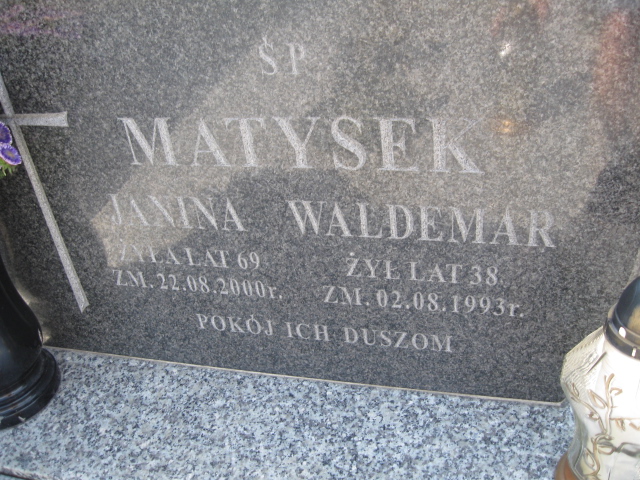 ŚP.
MATYSEK
JANINA WALDEMAR
ŻYŁA LAT 69 ŻYŁ LAT 38
ZM. 22.08.2000r. ZM. 02.08.1993r.
POKÓJ ICH DUSZOM